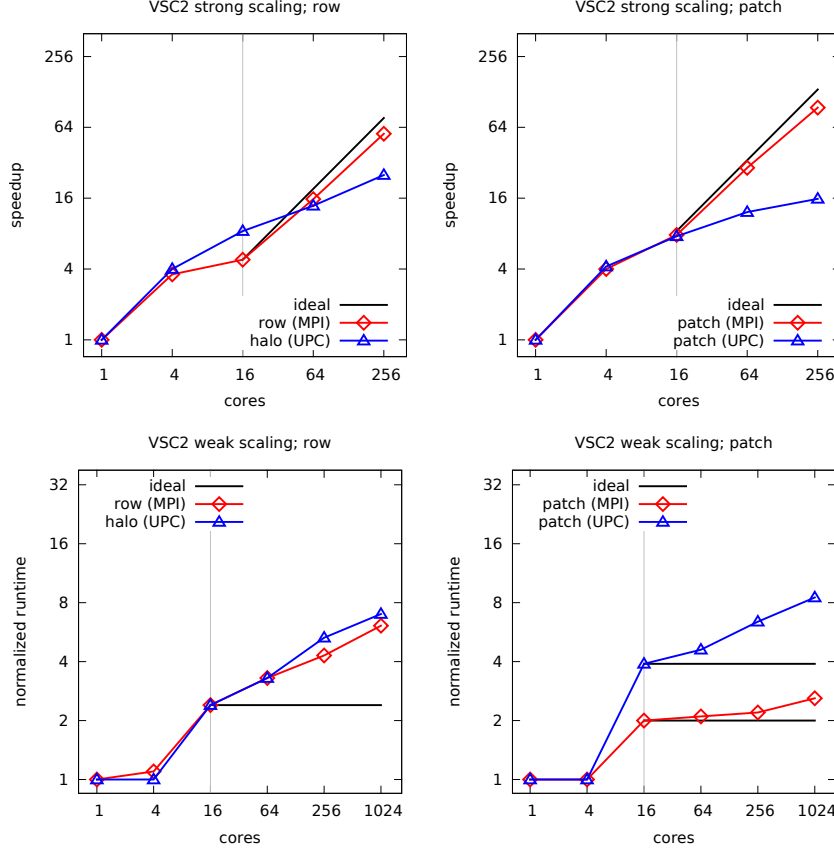 VSC2 strong scaling; row
256
64
16
4
1
speedup
ideal
row (MPI)
halo (UPC)
1 4 16 64 256
cores
VSC2 strong scaling; patch
256
64
16
4
1
speedup
ideal
patch (MPI)
patch (UPC)
1 4 16 64 256
cores
VSC2 weak scaling; row
32
16
8
4
2
1
normalized runtime
ideal
row (MPI)
halo (UPC)
1 4 16 64 256 1024
cores
VSC2 weak scaling; patch
32
16
8
4
2
1
normalized runtime
ideal
patch (MPI)
patch (UPC)
1 4 16 64 256 1024
cores